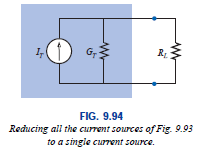 I_T G_T R_L
FIG. 9.94
Reducing all the current sources of Fig. 9.93
to a single current source.